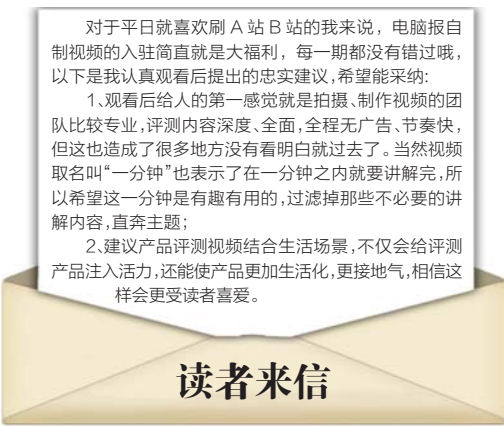 对于平日就喜欢刷 A 站 B 站的我来说，电脑报自
制视频的入驻简直就是大福利，每一期都没有错过哦，
以下是我认真观看后提出的忠实建议，希望能采纳：
1、观看后给人的第一感觉就是拍摄、制作视频的团
队比较专业，评测内容深度、全面，全程无广告、节奏快，
但这也造成了很多地方没有看明白就过去了。当然视频
取名叫“一分钟”也表示了在一分钟之内就要讲解完，所
以希望这一分钟是有趣有用的，过滤掉那些不必要的讲
解内容，直奔主题；
2、建议产品评测视频结合生活场景，不仅会给评测
产品注入活力，还能使产品更加生活化，更接地气，相信这
样会更受读者喜爱。
读者来信